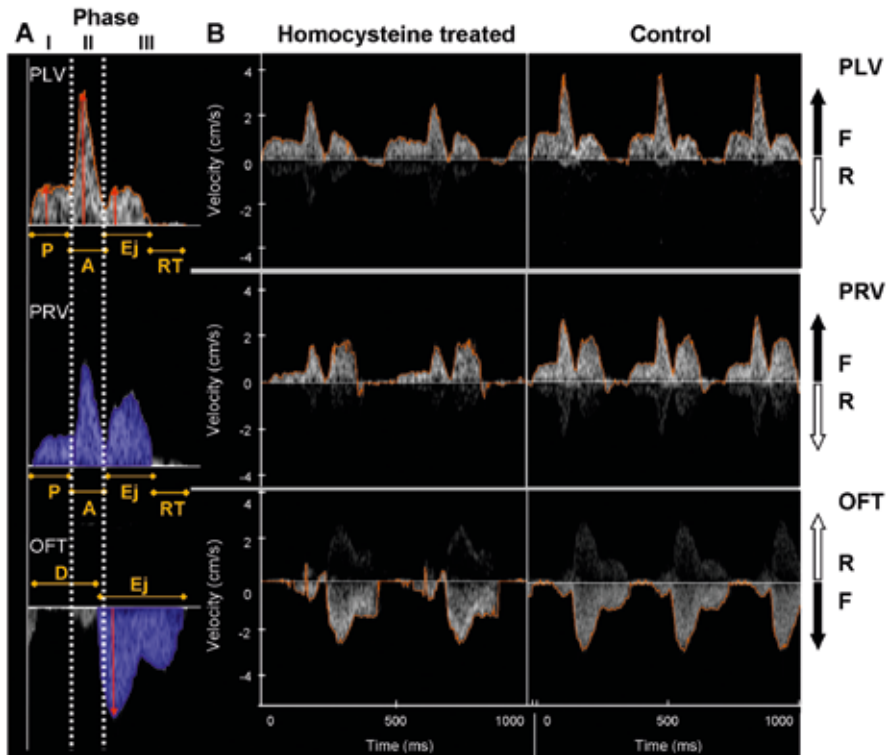 A
Phase
I II III
B
Homocysteine treated
Control
PLV
P
A
Ej
RT
Velocity (cm/s)
4
2
0
-2
-4
PLV
F
R
PRV
P
A
Ej
RT
Velocity (cm/s)
4
2
0
-2
-4
PRV
F
R
OFT
D
Ej
Velocity (cm/s)
4
2
0
-2
-4
OFT
R
F
0 500 1000
0 500 1000
Time (ms)
Time (ms)